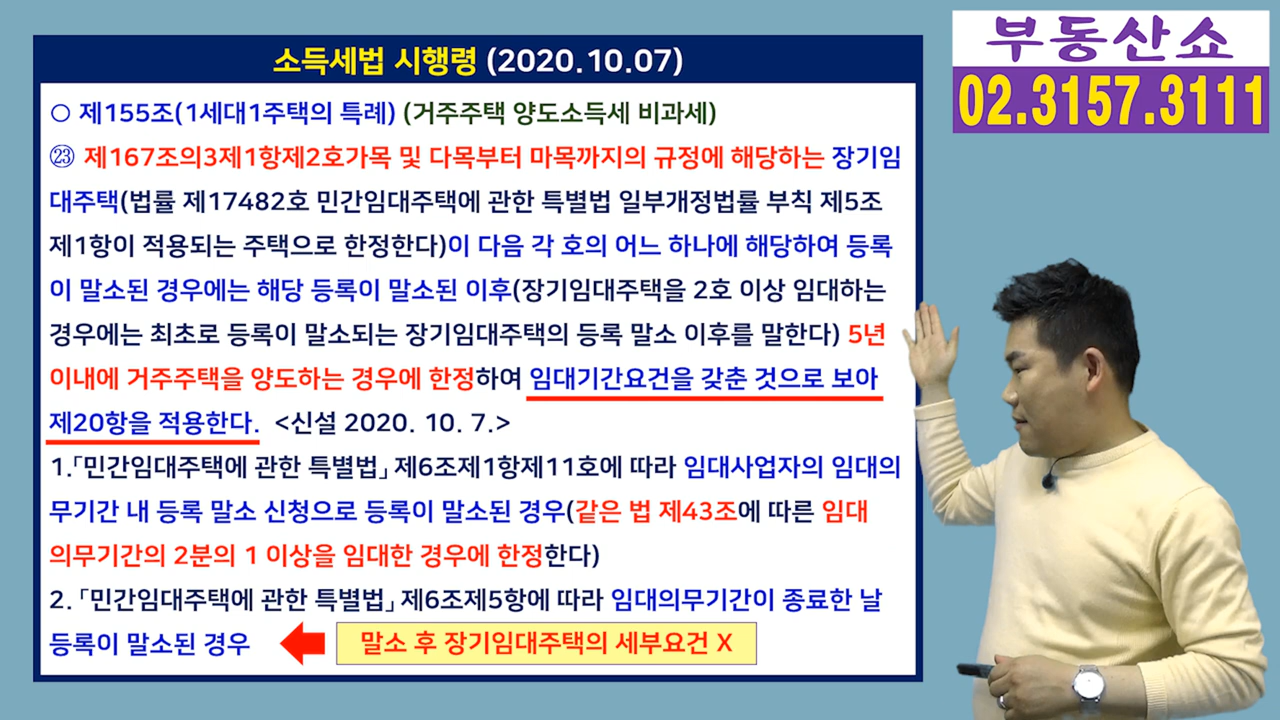 부동산쇼
02.3157.3111
소득세법 시행령 (2020.10.07)
○ 제155조(1세대1주택의 특례) (거주주택 양도소득세 비과세)
㉓ 제167조의3제1항제2호가목 및 다목부터 마목까지의 규정에 해당하는 장기임
대주택(법률 제17482호 민간임대주택에 관한 특별법 일부개정법률 부칙 제5조
제1항이 적용되는 주택으로 한정한다)이 다음 각 호의 어느 하나에 해당하여 등록
이 말소된 경우에는 해당 등록이 말소된 이후(장기임대주택을 2호 이상 임대하는
경우에는 최초로 등록이 말소되는 장기임대주택의 등록 말소 이후를 말한다) 5년
이내에 거주주택을 양도하는 경우에 한정하여 임대기간요건을 갖춘 것으로 보아
제20항을 적용한다. <신설 2020. 10. 7.>
1.「민간임대주택에 관한 특별법」 제6조제1항제11호에 따라 임대사업자의 임대의
무기간 내 등록 말소 신청으로 등록이 말소된 경우(같은 법 제43조에 따른 임대
의무기간의 2분의 1 이상을 임대한 경우에 한정한다)
2. 「민간임대주택에 관한 특별법」 제6조제5항에 따라 임대의무기간이 종료한 날
등록이 말소된 경우
말소 후 장기임대주택의 세부요건 X